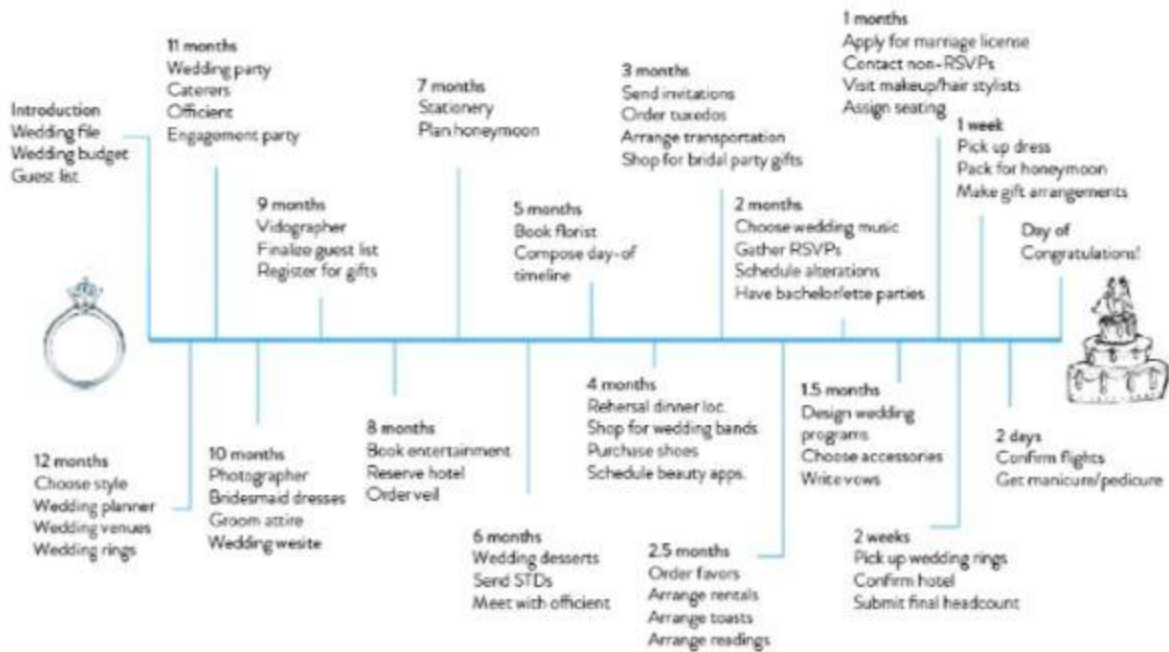 Introduction
Wedding file
Wedding budget
Guest list
12 months
Choose style
Wedding planner
Wedding venues
Wedding rings
11 months
Wedding party
Caterers
Officient
Engagement party
10 months
Photographer
Bridesmaid dresses
Groom attire
Wedding wesite
9 months
Vidographer
Finalize guest list
Register for gifts
8 months
Book entertainment
Reserve hotel
Order veil
7 months
Stationery
Plan honeymoon
6 months
Wedding desserts
Send STDs
Meet with officient
5 months
Book florist
Compose day-of
timeline
4 months
Rehersal dinner loc.
Shop for wedding bands
Purchase shoes
Schedule beauty apps.
3 months
Send invitations
Order tuxedos
Arrange transportation
Shop for bridal party gifts
2.5 months
Order favors
Arrange rentals
Arrange toasts
Arrange readings
2 months
Choose wedding music
Gather RSVPs
Schedule alterations
Have bachelor/ette parties
1.5 months
Design wedding
programs
Choose accessories
Write vows
1 months
Apply for marriage license
Contact non-RSVPs
Visit makeup/hair stylists
Assign seating
2 weeks
Pick up wedding rings
Confirm hotel
Submit final headcount
1 week
Pick up dress
Pack for honeymoon
Make gift arrangements
2 days
Confirm flights
Get manicure/pedicure
Day of
Congratulations!